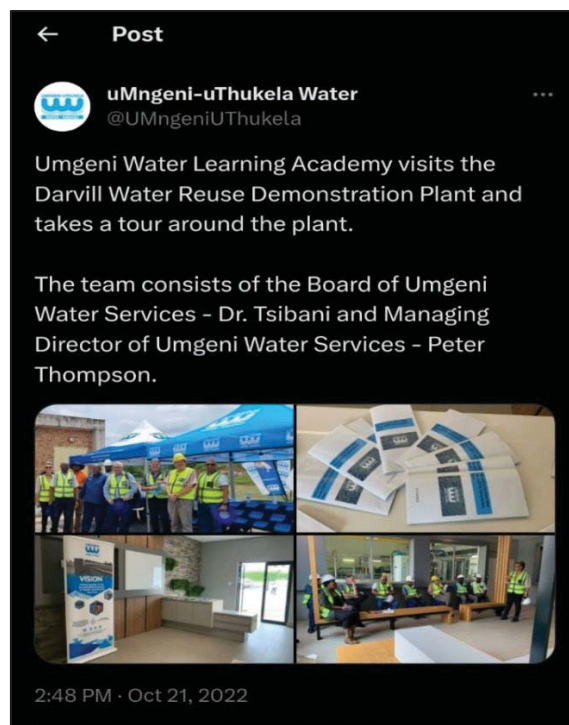 Post
uMngeni-uThukela Water
@UMngeniUThukela
Umgeni Water Learning Academy visits the
Darvill Water Reuse Demonstration Plant and
takes a tour around the plant.
The team consists of the Board of Umgeni
Water Services - Dr. Tsibani and Managing
Director of Umgeni Water Services - Peter
Thompson.
VISION
2:48 PM · Oct 21, 2022